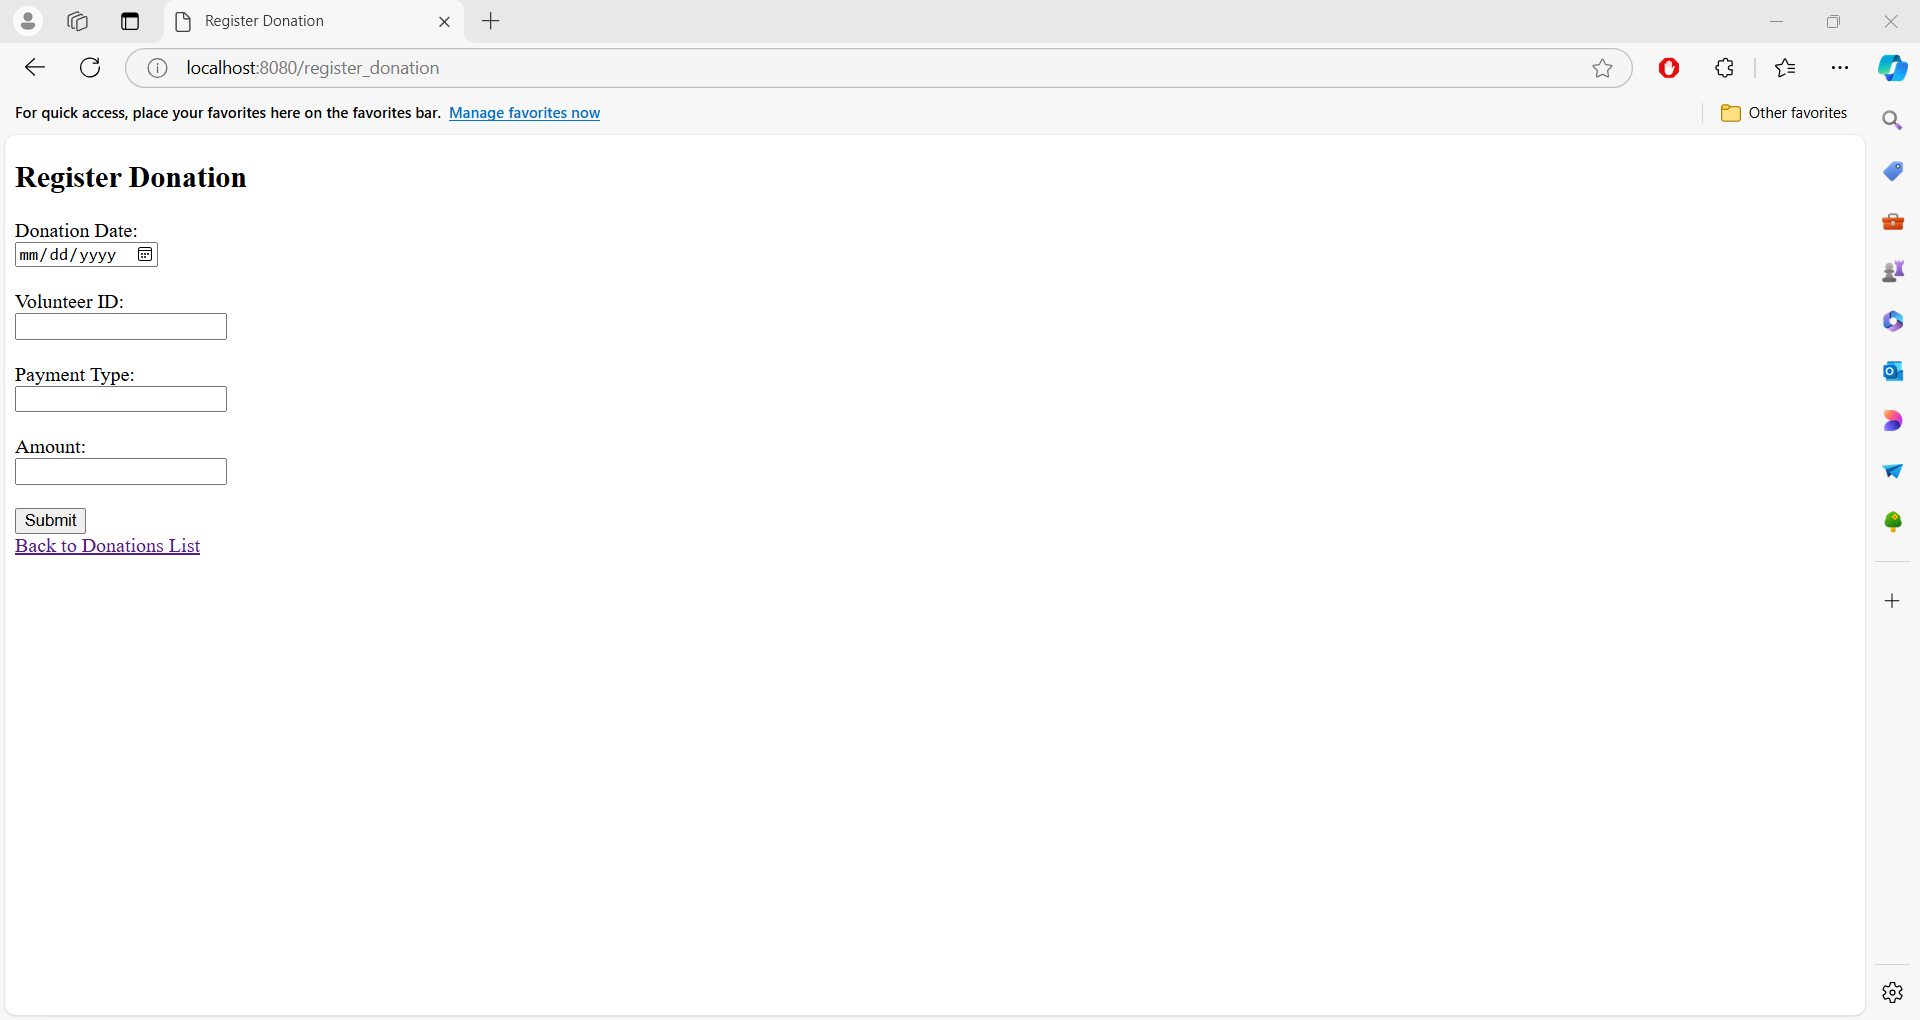 Register Donation
localhost:8080/register_donation
For quick access, place your favorites here on the favorites bar. Manage favorites now
Other favorites
Register Donation
Donation Date:
mm/dd/yyyy
Volunteer ID:
Payment Type:
Amount:
Submit
Back to Donations List